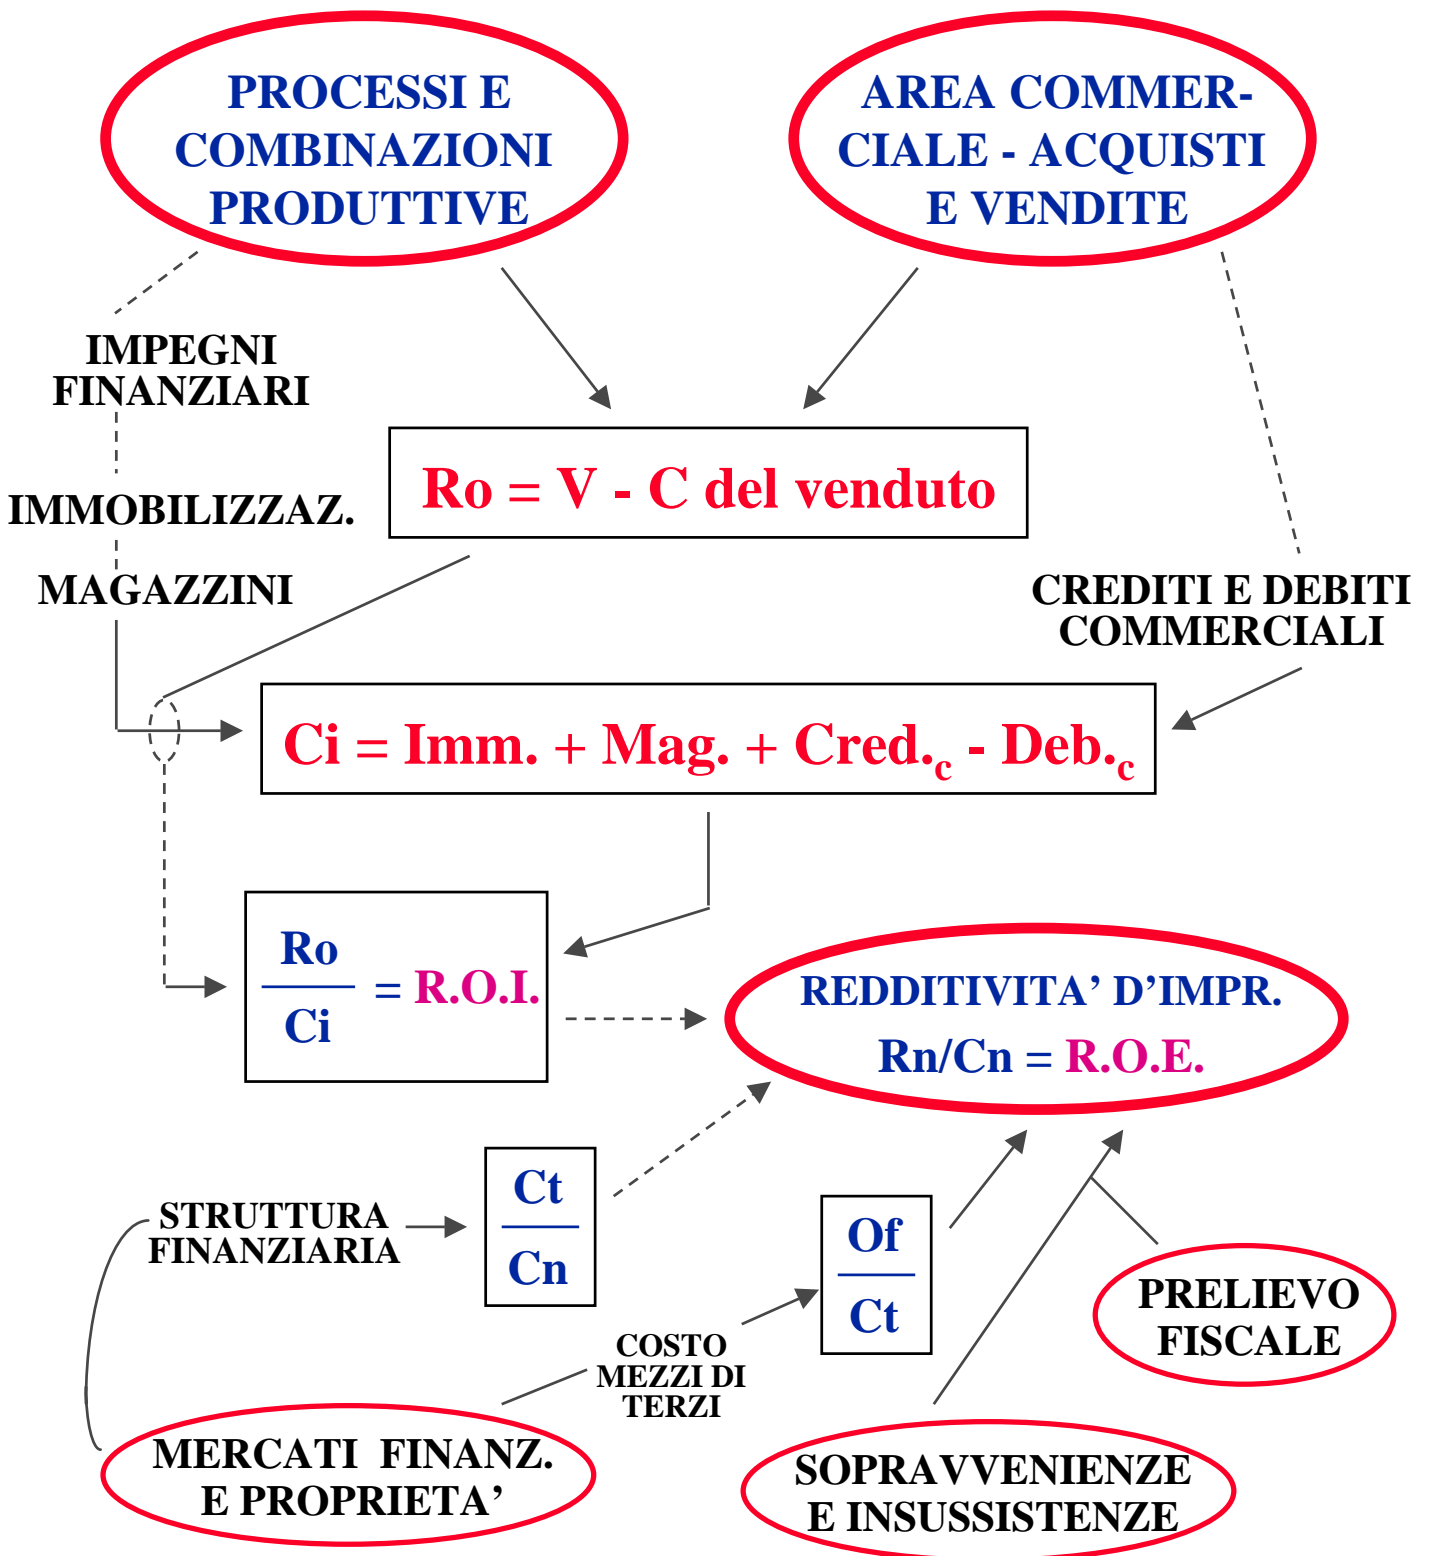 PROCESSI E
COMBINAZIONI
PRODUTTIVE
AREA COMMER-
CIALE - ACQUISTI
E VENDITE
IMPEGNI
FINANZIARI
Ro = V - C del venduto
IMMOBILIZZAZ.
MAGAZZINI
CREDITI E DEBITI
COMMERCIALI
Ci = Imm. + Mag. + Cred.c - Deb.c
Ro
Ci
= R.O.I.
REDDITIVITA’ D’IMPR.
Rn/Cn = R.O.E.
STRUTTURA
FINANZIARIA
Ct
Cn
Of
Ct
COSTO
MEZZI DI
TERZI
PRELIEVO
FISCALE
MERCATI FINANZ.
E PROPRIETA’
SOPRAVVENIENZE
E INSUSSISTENZE